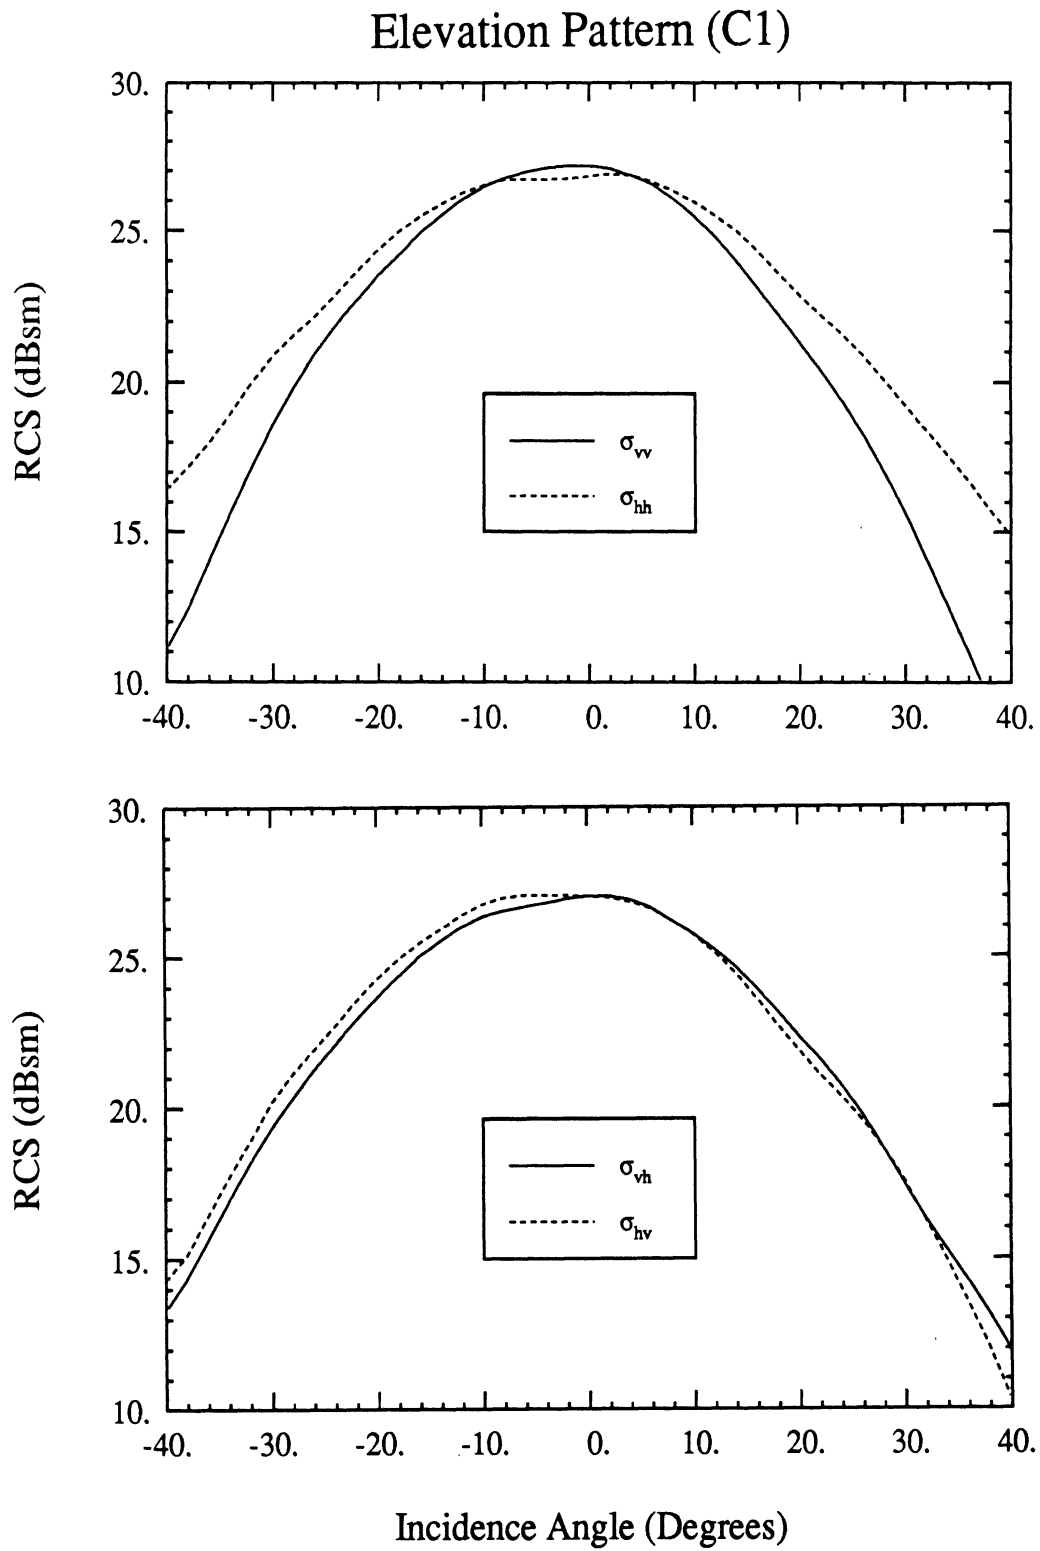 Elevation Pattern (C1)
30.
25.
20.
15.
10.
RCS (dBsm)
σvv
σhh
-40. -30. -20. -10. 0. 10. 20. 30. 40.
30.
25.
20.
15.
10.
RCS (dBsm)
σvh
σhv
-40. -30. -20. -10. 0. 10. 20. 30. 40.
Incidence Angle (Degrees)